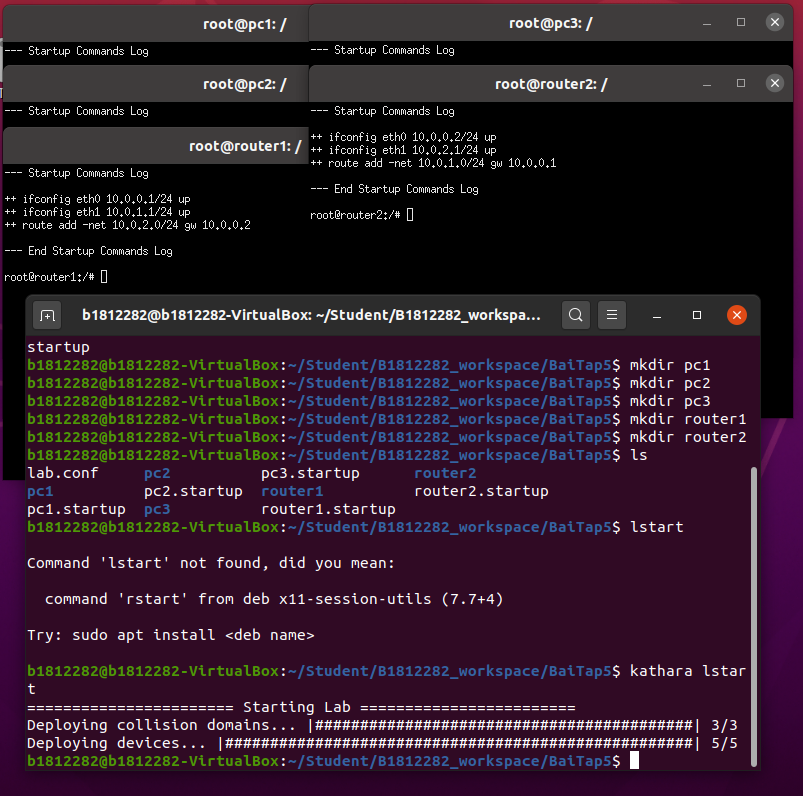 root@pc1: /
--- Startup Commands Log
root@pc3: /
--- Startup Commands Log
root@pc2: /
--- Startup Commands Log
root@router2: /
--- Startup Commands Log
++ ifconfig eth0 10.0.0.2/24 up
++ ifconfig eth1 10.0.2.1/24 up
++ route add -net 10.0.1.0/24 gw 10.0.0.1
--- End Startup Commands Log
root@router2:/#
root@router1: /
--- Startup Commands Log
++ ifconfig eth0 10.0.0.1/24 up
++ ifconfig eth1 10.0.1.1/24 up
++ route add -net 10.0.2.0/24 gw 10.0.0.2
--- End Startup Commands Log
root@router1:/#
b1812282@b1812282-VirtualBox: ~/Student/B1812282_workspa...
startup
b1812282@b1812282-VirtualBox:~/Student/B1812282_workspace/BaiTap5$ mkdir pc1
b1812282@b1812282-VirtualBox:~/Student/B1812282_workspace/BaiTap5$ mkdir pc2
b1812282@b1812282-VirtualBox:~/Student/B1812282_workspace/BaiTap5$ mkdir pc3
b1812282@b1812282-VirtualBox:~/Student/B1812282_workspace/BaiTap5$ mkdir router1
b1812282@b1812282-VirtualBox:~/Student/B1812282_workspace/BaiTap5$ mkdir router2
b1812282@b1812282-VirtualBox:~/Student/B1812282_workspace/BaiTap5$ ls
lab.conf pc2 pc3.startup router2
pc1 pc2.startup router1 router2.startup
pc1.startup pc3 router1.startup
b1812282@b1812282-VirtualBox:~/Student/B1812282_workspace/BaiTap5$ lstart
Command 'lstart' not found, did you mean:
command 'rstart' from deb x11-session-utils (7.7+4)
Try: sudo apt install <deb name>
b1812282@b1812282-VirtualBox:~/Student/B1812282_workspace/BaiTap5$ kathara lstar
t
======================= Starting Lab ========================
Deploying collision domains... |##########################################| 3/3
Deploying devices... |####################################################| 5/5
b1812282@b1812282-VirtualBox:~/Student/B1812282_workspace/BaiTap5$